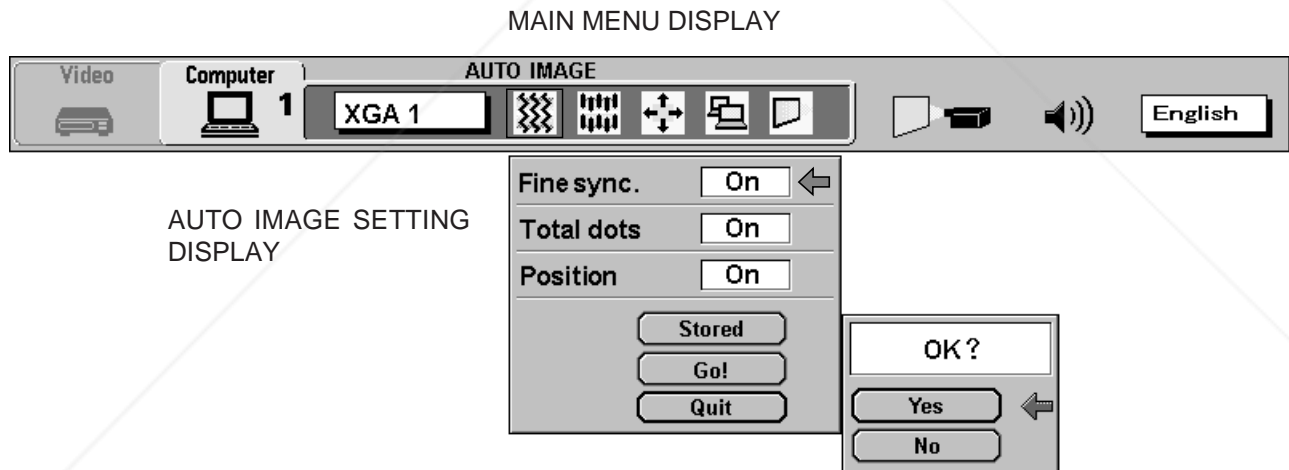 MAIN MENU DISPLAY
Video
Computer
AUTO IMAGE
1
XGA 1
English
AUTO IMAGE SETTING
DISPLAY
Fine sync. On
Total dots On
Position On
Stored
Go!
Quit
OK?
Yes
No